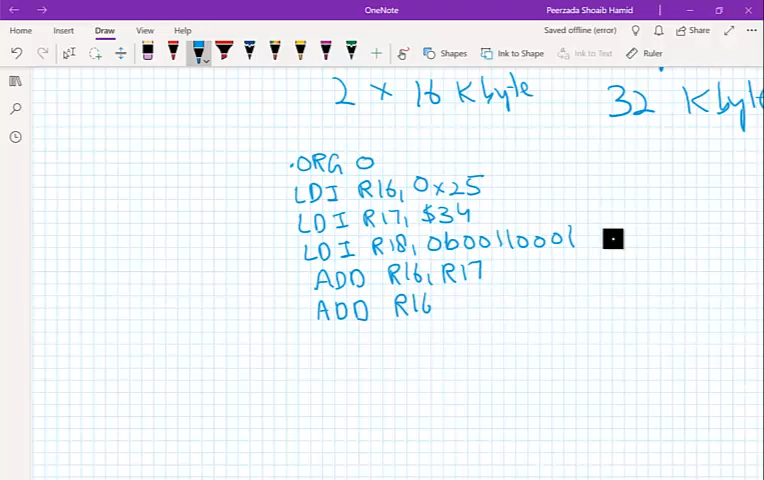 OneNote
Peerzada Shoaib Hamid
Home Insert Draw View Help
Saved offline (error) Share
Shapes Ink to Shape Ink to Text Ruler
2 × 16 Kbyte
32 Kbyte
.ORG 0
LDI R16, 0x25
LDI R17, $34
LDI R18, 0b00110001
ADD R16, R17
ADD R16